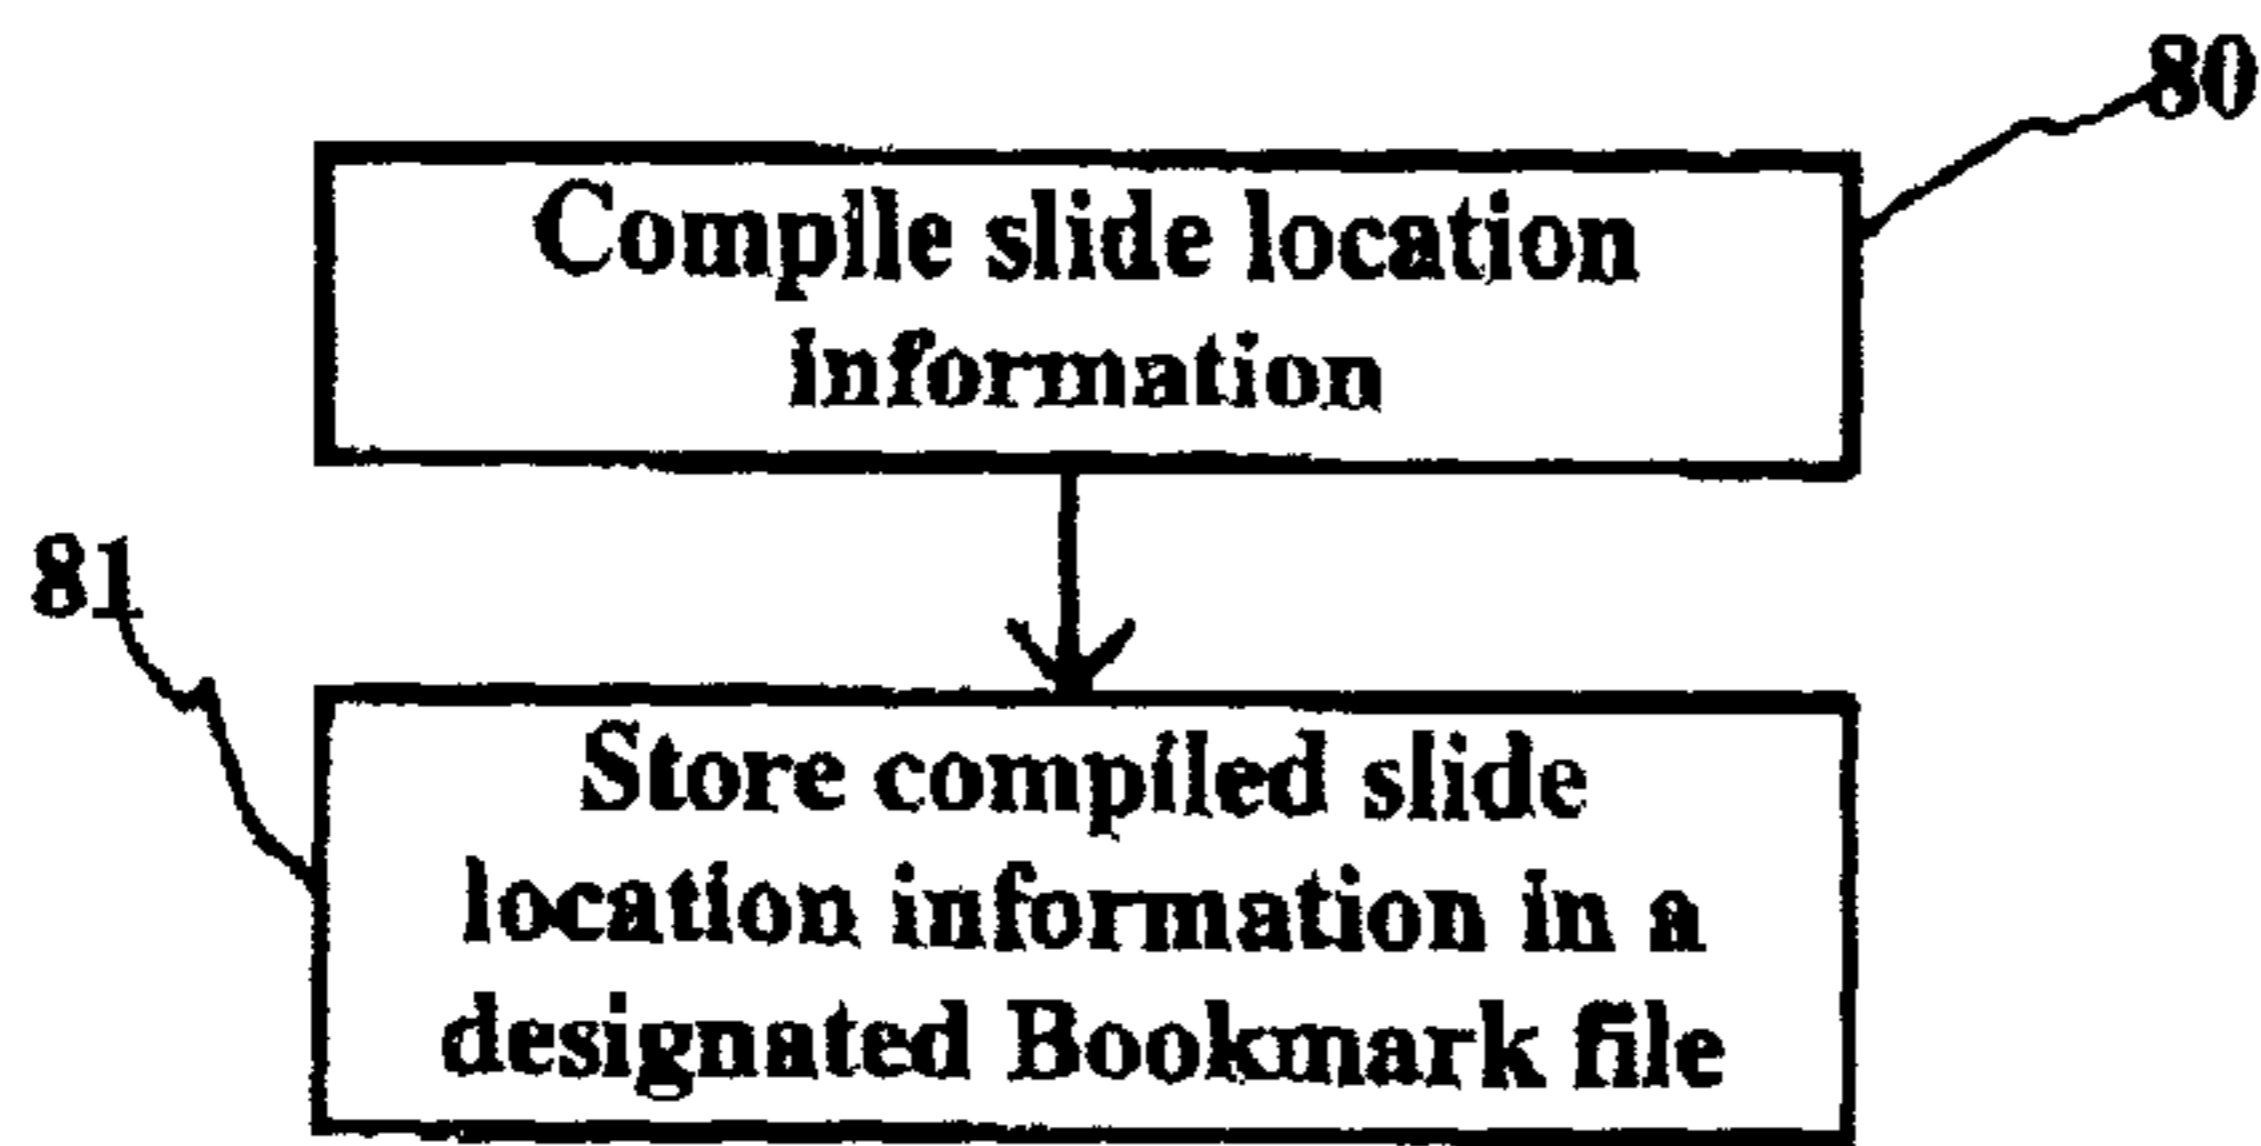 80
Compile slide location
information
81
Store compiled slide
location information in a
designated Bookmark file